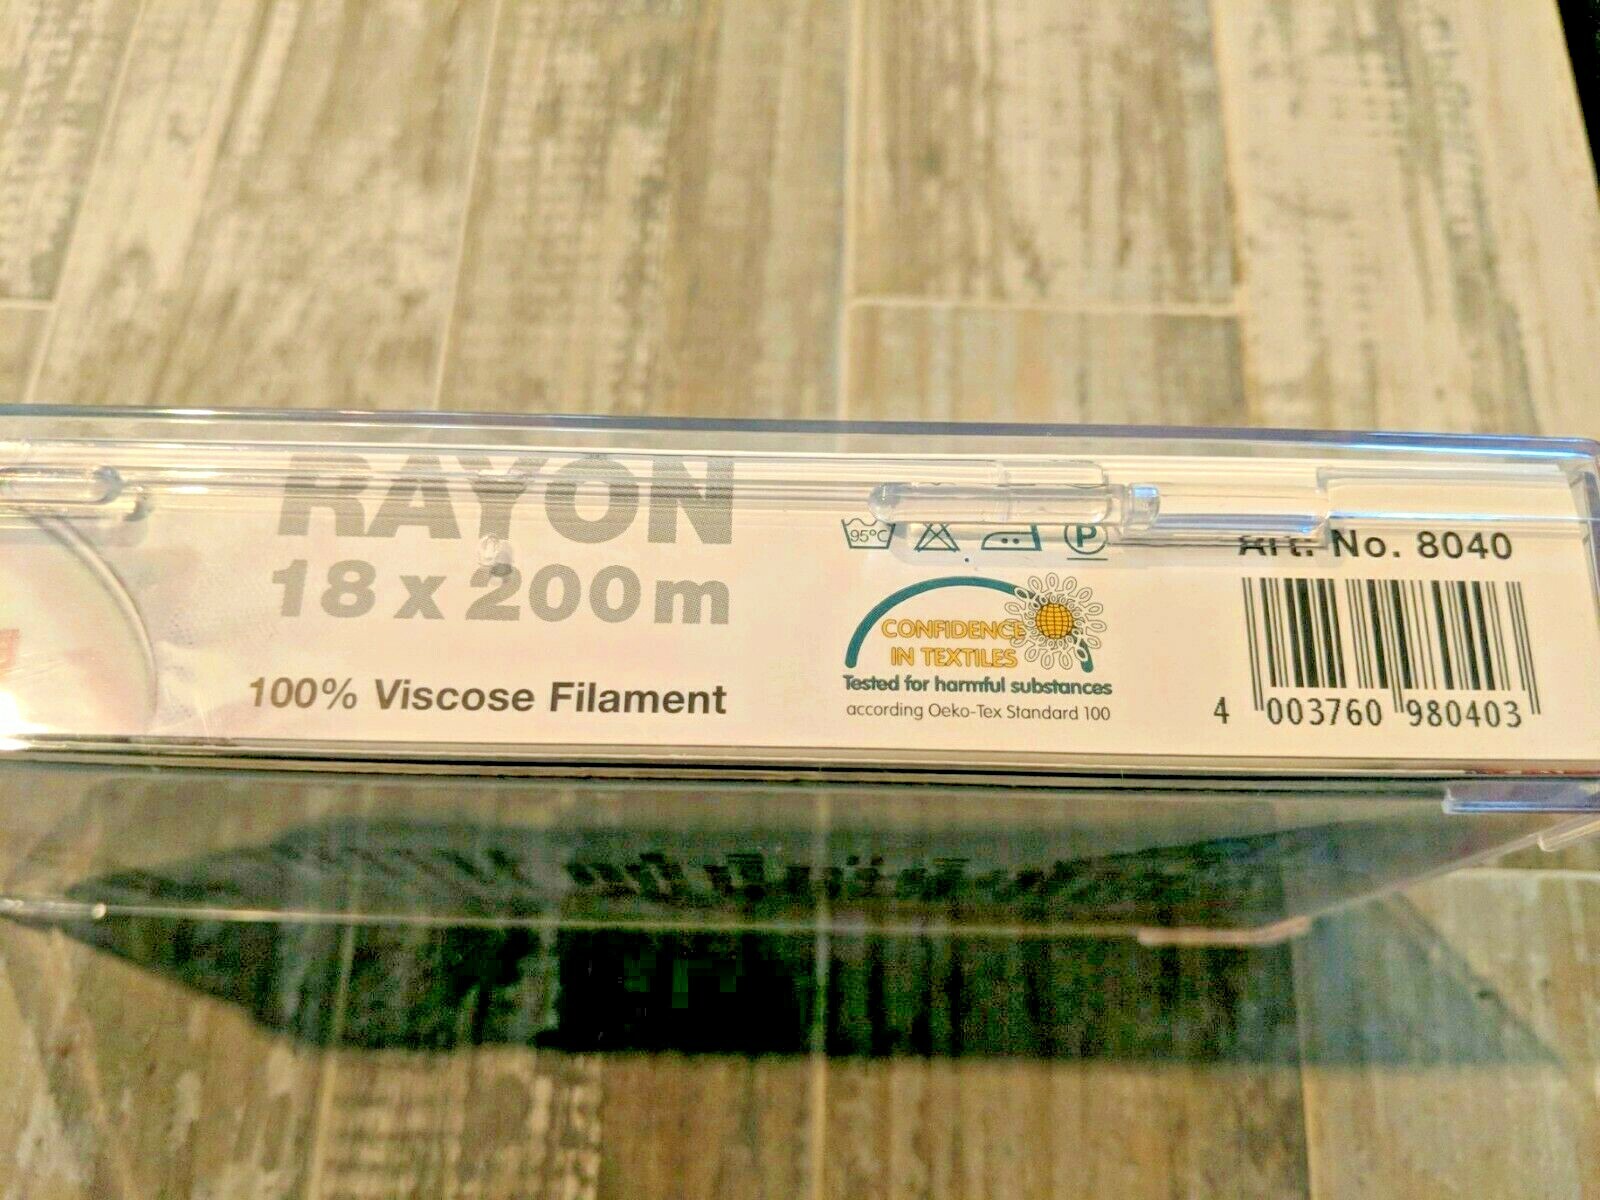 RAYON
18 x 200m
100% Viscose Filament
95°C
P
CONFIDENCE
IN TEXTILES
Tested for harmful substances
according Oeko-Tex Standard 100
Art. No. 8040
4 003760 980403